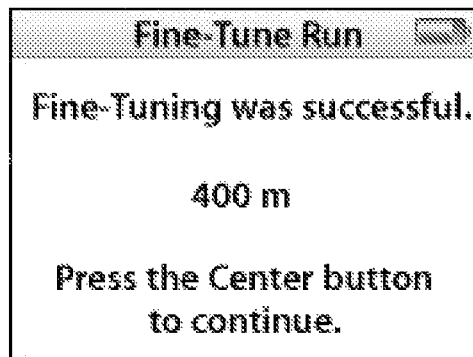 Fine-Tune Run
Fine-Tuning was successful.
400 m
Press the Center button
to continue.